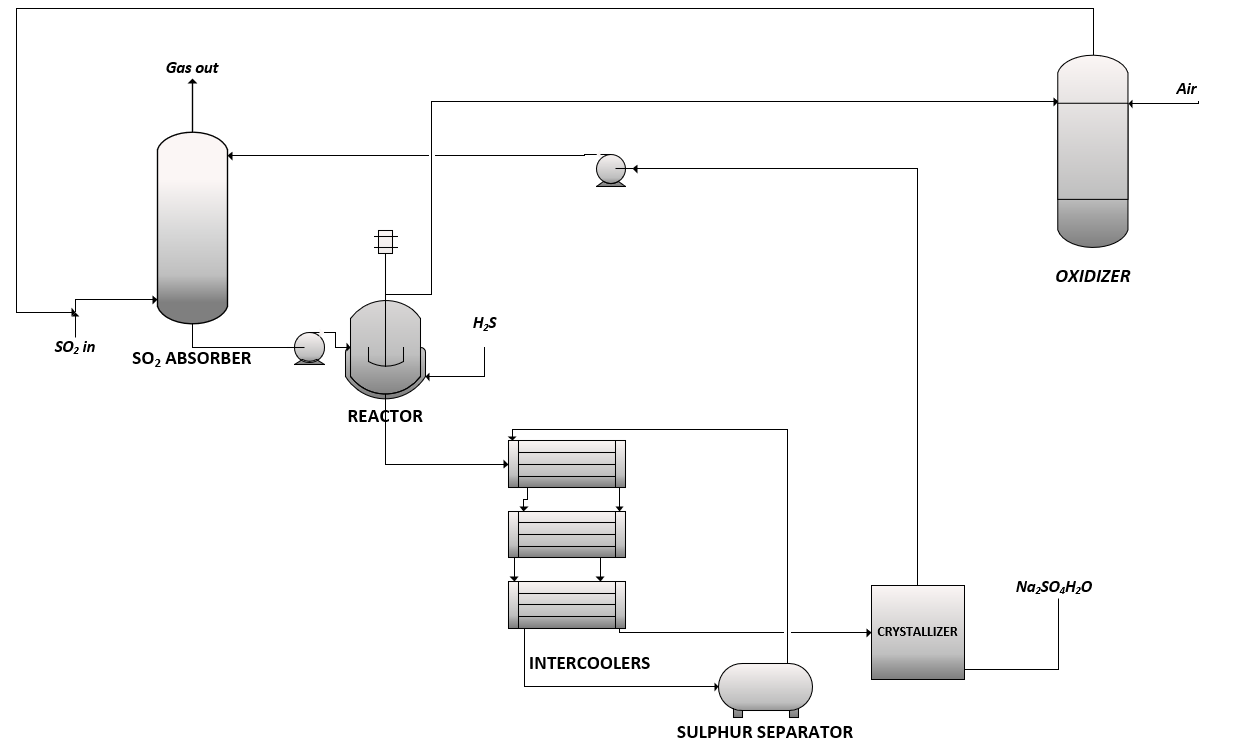 Gas out
Air
OXIDIZER
H₂S
SO₂ in
SO₂ ABSORBER
REACTOR
Na₂SO₄H₂O
CRYSTALLIZER
INTERCOOLERS
SULPHUR SEPARATOR